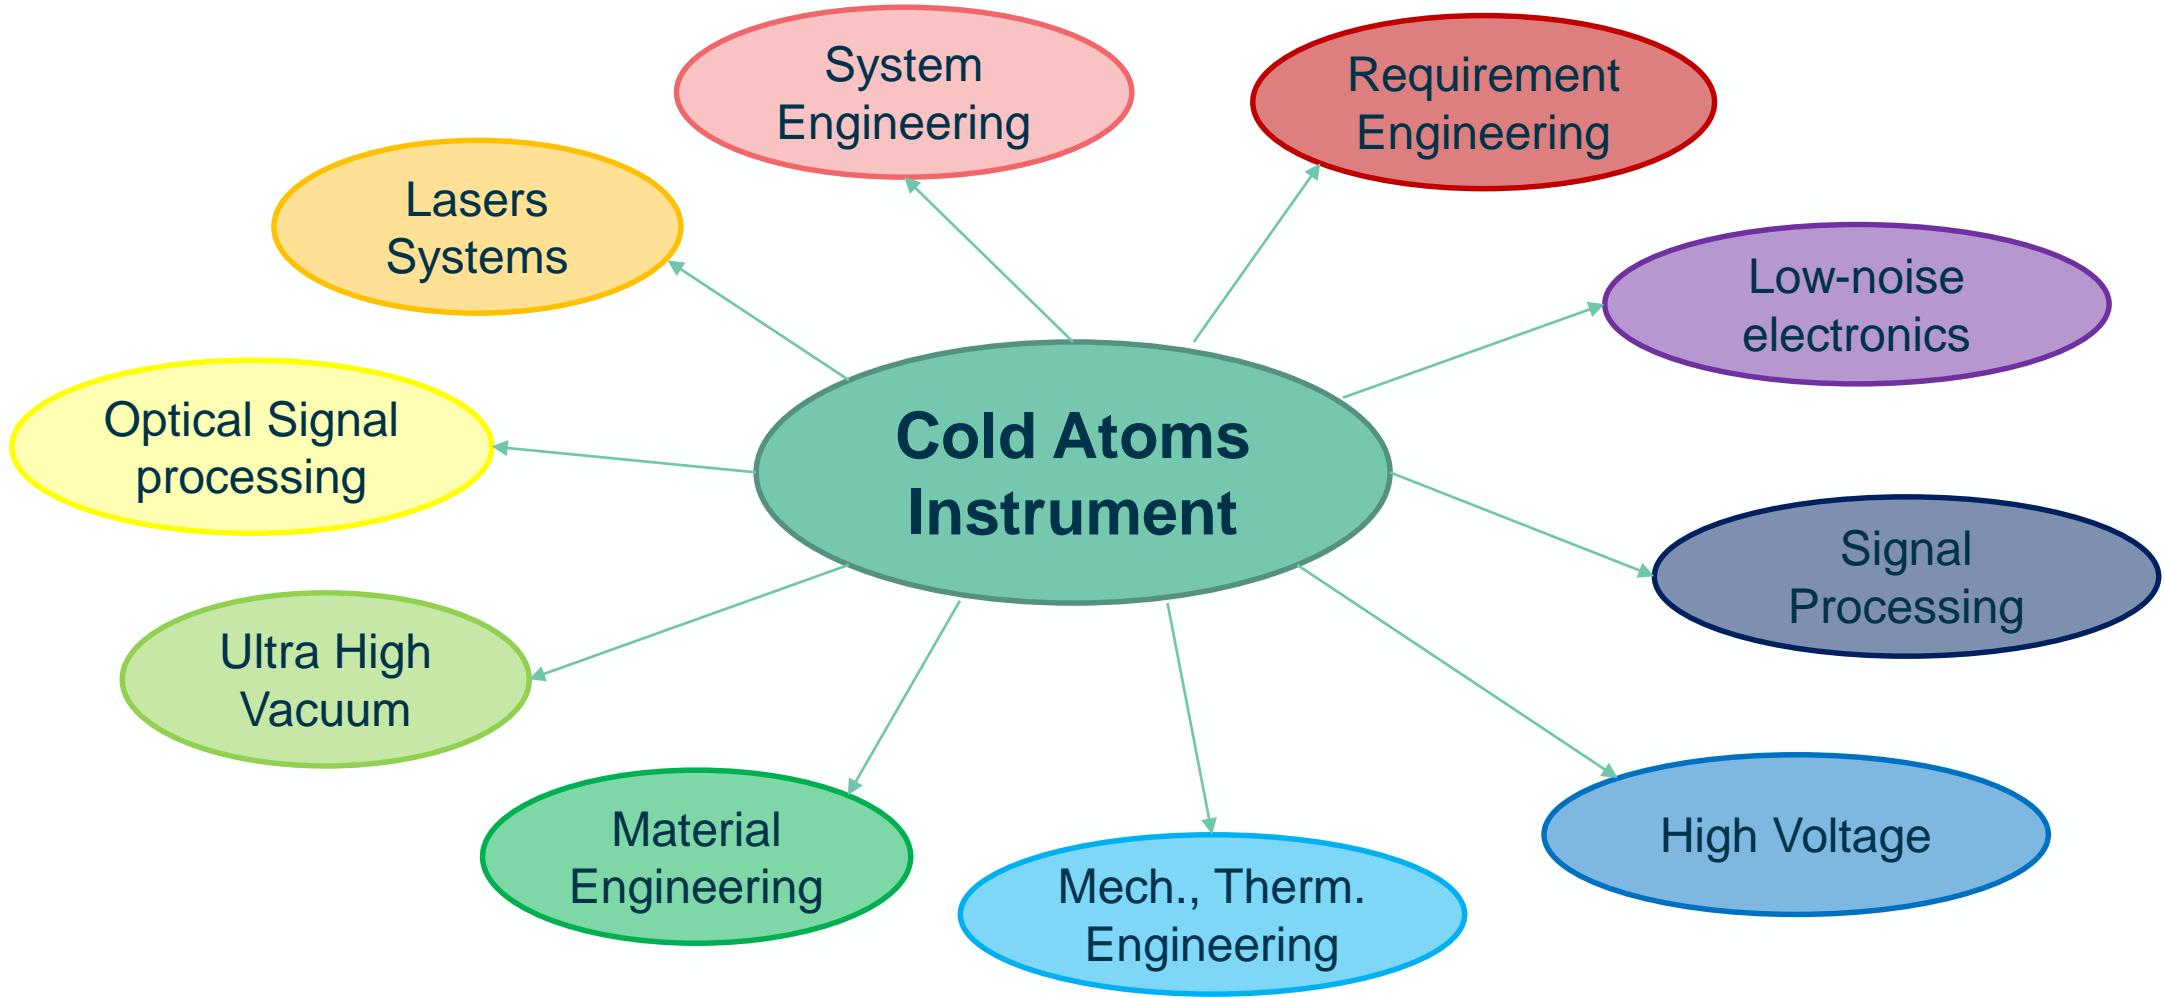 System
Engineering
Requirement
Engineering
Lasers
Systems
Low-noise
electronics
Optical Signal
processing
Cold Atoms
Instrument
Signal
Processing
Ultra High
Vacuum
Material
Engineering
Mech., Therm.
Engineering
High Voltage